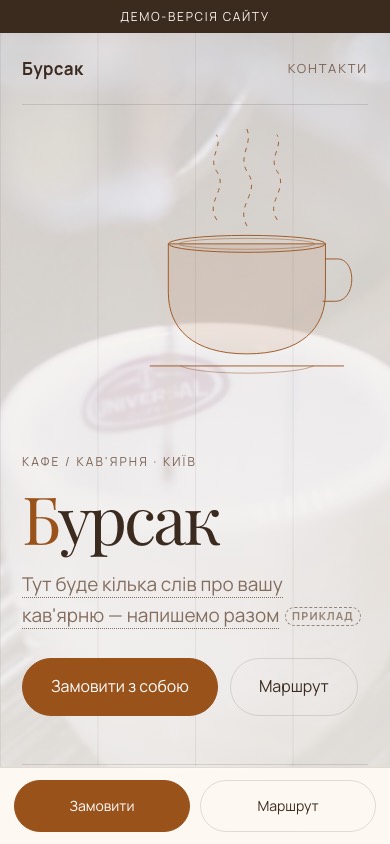 ДЕМО-ВЕРСІЯ САЙТУ
Бурсак
КОНТАКТИ
UNIVERSAL
КАФЕ / КАВ'ЯРНЯ · КИЇВ
Бурсак
Тут буде кілька слів про вашу
кав'ярню — напишемо разом ПРИКЛАД
Замовити з собою
Маршрут
Замовити
Маршрут